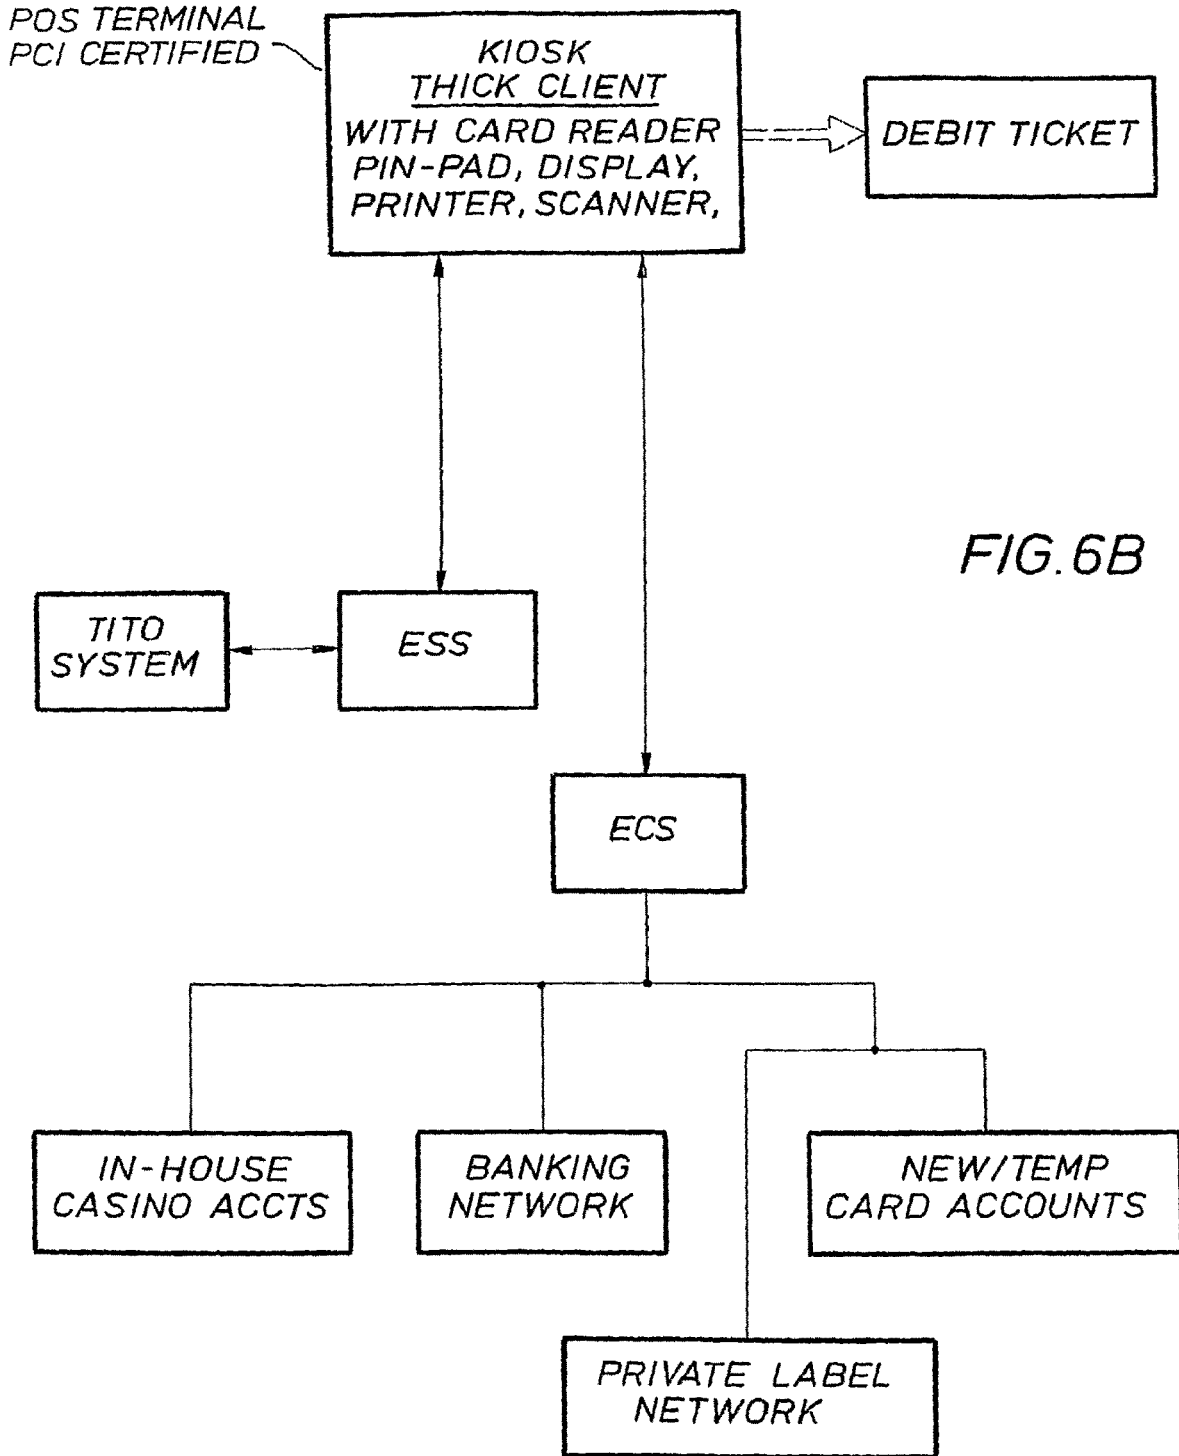 POS TERMINAL
PCI CERTIFIED
KIOSK
THICK CLIENT
WITH CARD READER
PIN-PAD, DISPLAY,
PRINTER, SCANNER,
DEBIT TICKET
FIG.6B
TITO
SYSTEM
ESS
ECS
IN-HOUSE
CASINO ACCTS
BANKING
NETWORK
NEW/TEMP
CARD ACCOUNTS
PRIVATE LABEL
NETWORK